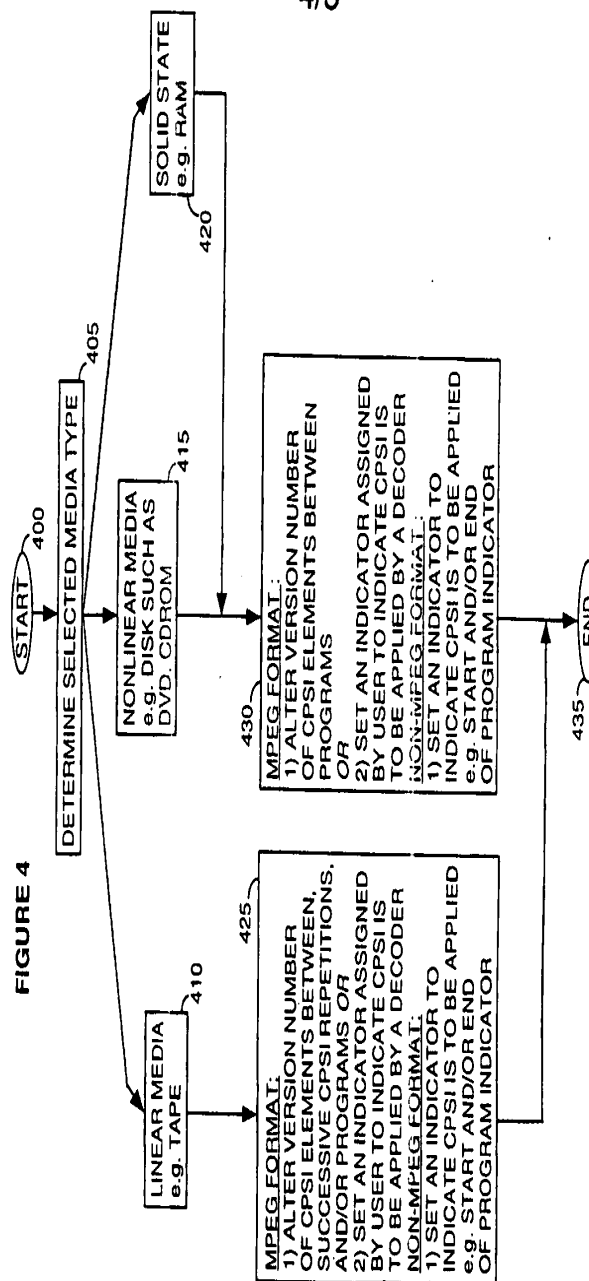 FIGURE 4
START
400
DETERMINE SELECTED MEDIA TYPE
405
LINEAR MEDIA
e.g. TAPE
410
NONLINEAR MEDIA
e.g. DISK SUCH AS
DVD. CDROM
415
SOLID STATE
e.g. RAM
420
MPEG FORMAT:
1) ALTER VERSION NUMBER
OF CPSI ELEMENTS BETWEEN,
SUCCESSIVE CPSI REPETITIONS,
AND/OR PROGRAMS OR
2) SET AN INDICATOR ASSIGNED
BY USER TO INDICATE CPSI IS
TO BE APPLIED BY A DECODER
NON-MPEG FORMAT:
1) SET AN INDICATOR TO
INDICATE CPSI IS TO BE APPLIED
e.g. START AND/OR END
OF PROGRAM INDICATOR
425
MPEG FORMAT :
1) ALTER VERSION NUMBER
OF CPSI ELEMENTS BETWEEN
PROGRAMS
OR
2) SET AN INDICATOR ASSIGNED
BY USER TO INDICATE CPSI IS
TO BE APPLIED BY A DECODER
NON-MPEG FORMAT :
1) SET AN INDICATOR TO
INDICATE CPSI IS TO BE APPLIED
e.g. START AND/OR END
OF PROGRAM INDICATOR
430
END
435